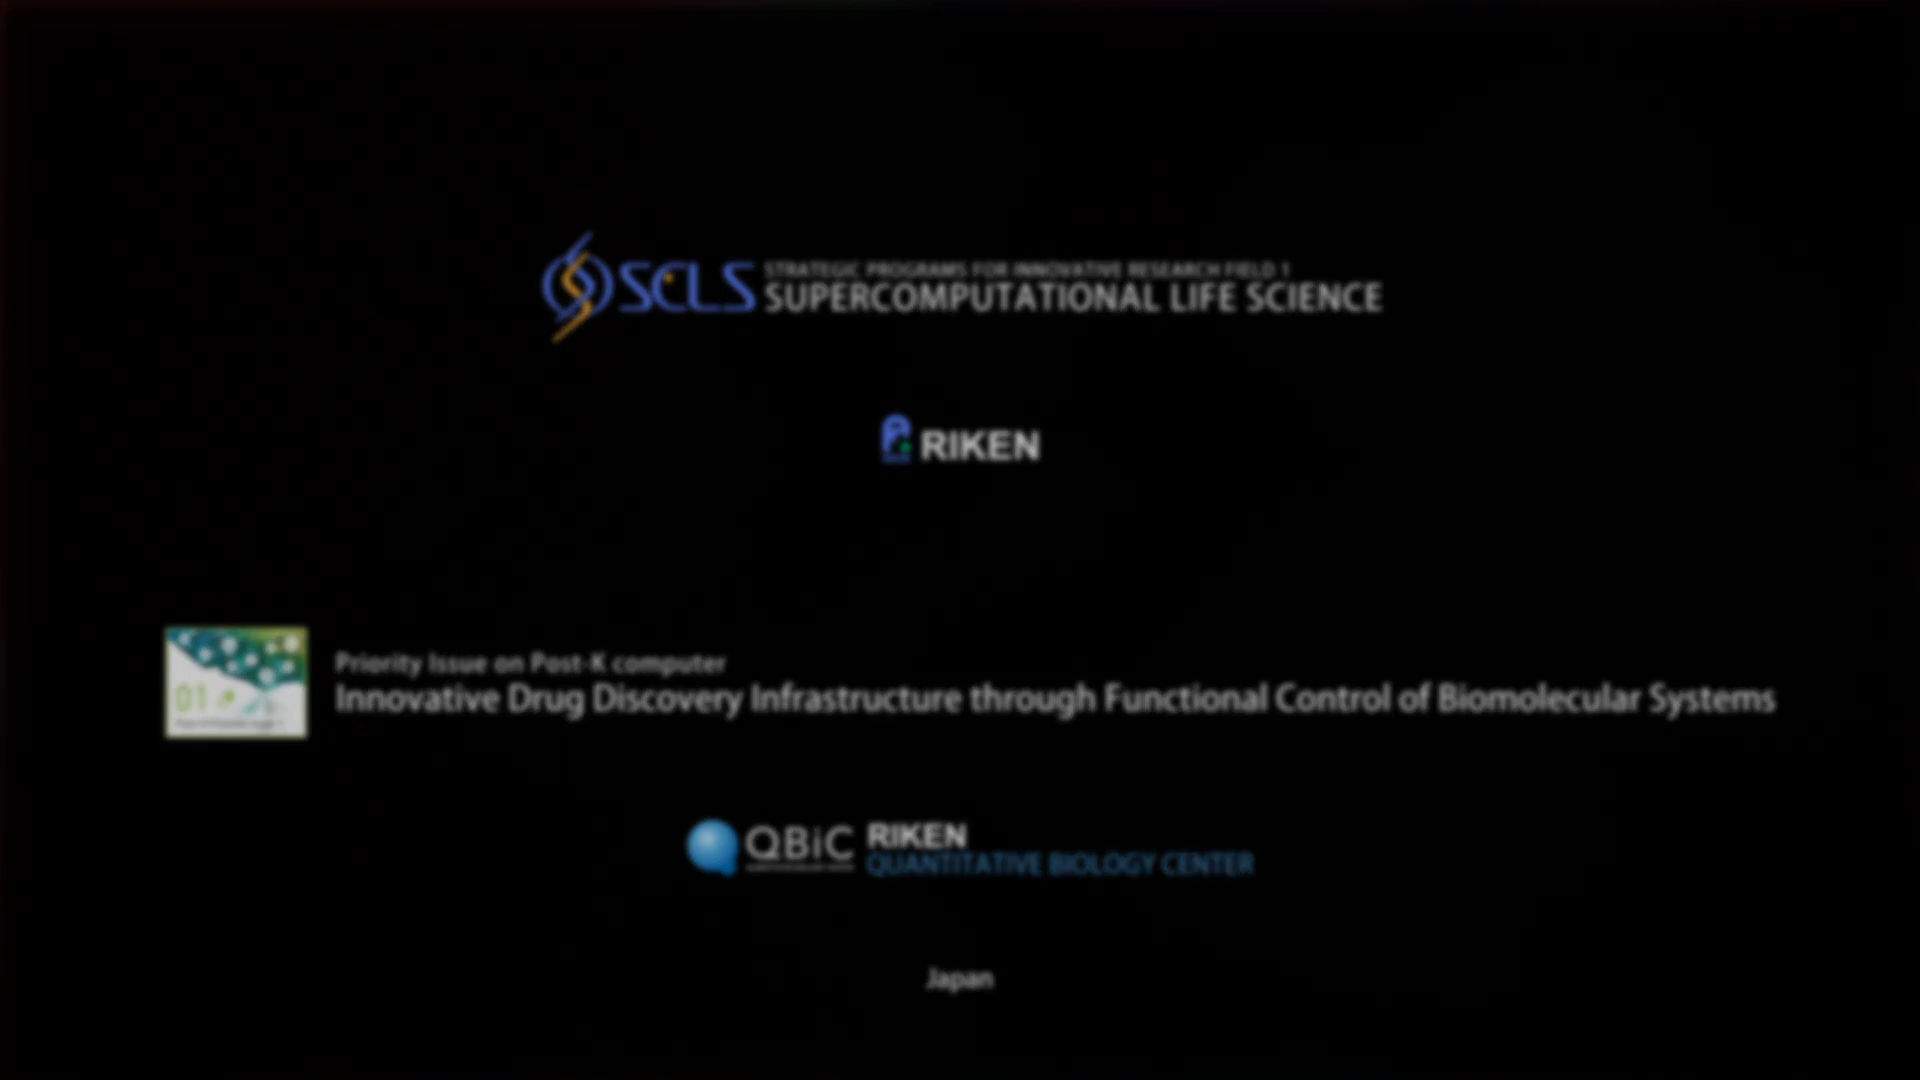 SCLS
STRATEGIC PROGRAMS FOR INNOVATIVE RESEARCH FIELD 1
SUPERCOMPUTATIONAL LIFE SCIENCE
RIKEN
01
Priority Issue on Post-K computer
Innovative Drug Discovery Infrastructure through Functional Control of Biomolecular Systems
QBiC
RIKEN
QUANTITATIVE BIOLOGY CENTER
Japan